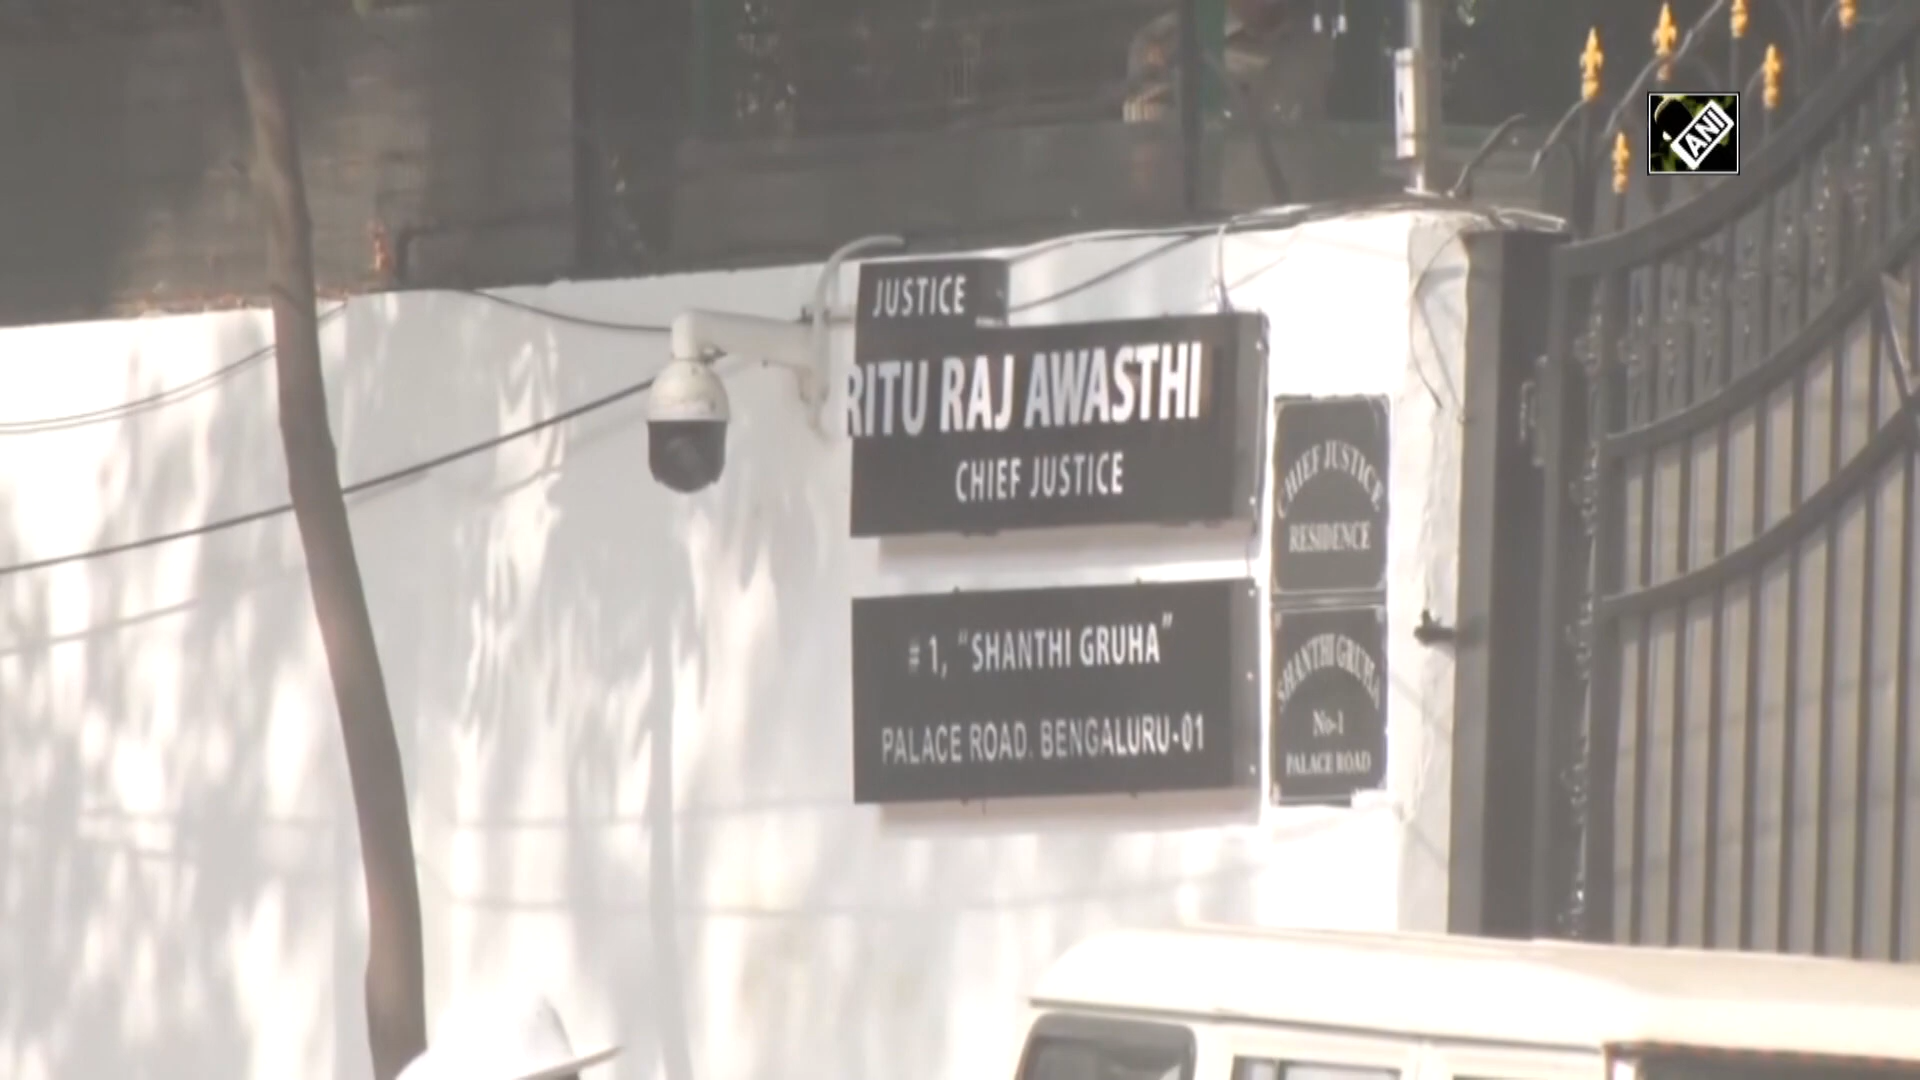 ANI
JUSTICE
RITU RAJ AWASTHI
CHIEF JUSTICE
# 1, “SHANTHI GRUHA”
PALACE ROAD. BENGALURU-01
CHIEF JUSTICE
RESIDENCE
"SHANTHI GRUHA"
No-1
PALACE ROAD